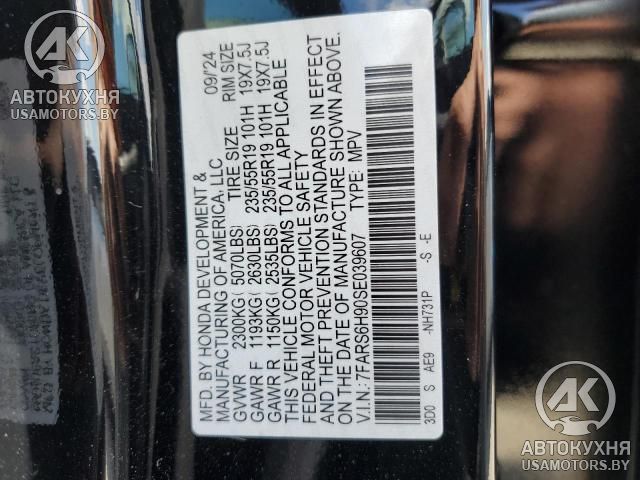 MFD. BY HONDA DEVELOPMENT & 09/'24
MANUFACTURING OF AMERICA, LLC
TIRE SIZE RIM SIZE
GVWR 2300KG( 5070LBS)
GAWR F 1193KG( 2630LBS) 235/55R19 101H 19X7.5J
GAWR R 1150KG( 2535LBS) 235/55R19 101H 19X7.5J
THIS VEHICLE CONFORMS TO ALL APPLICABLE
FEDERAL MOTOR VEHICLE SAFETY
AND THEFT PREVENTION STANDARDS IN EFFECT
ON THE DATE OF MANUFACTURE SHOWN ABOVE.
V.I.N.: 7FARS6H90SE039607 TYPE: MPV
3D0 S AE9 -NH731P -S -E
АК
АВТОКУХНЯ
USAMOTORS.BY
АК
АВТОКУХНЯ
USAMOTORS.BY